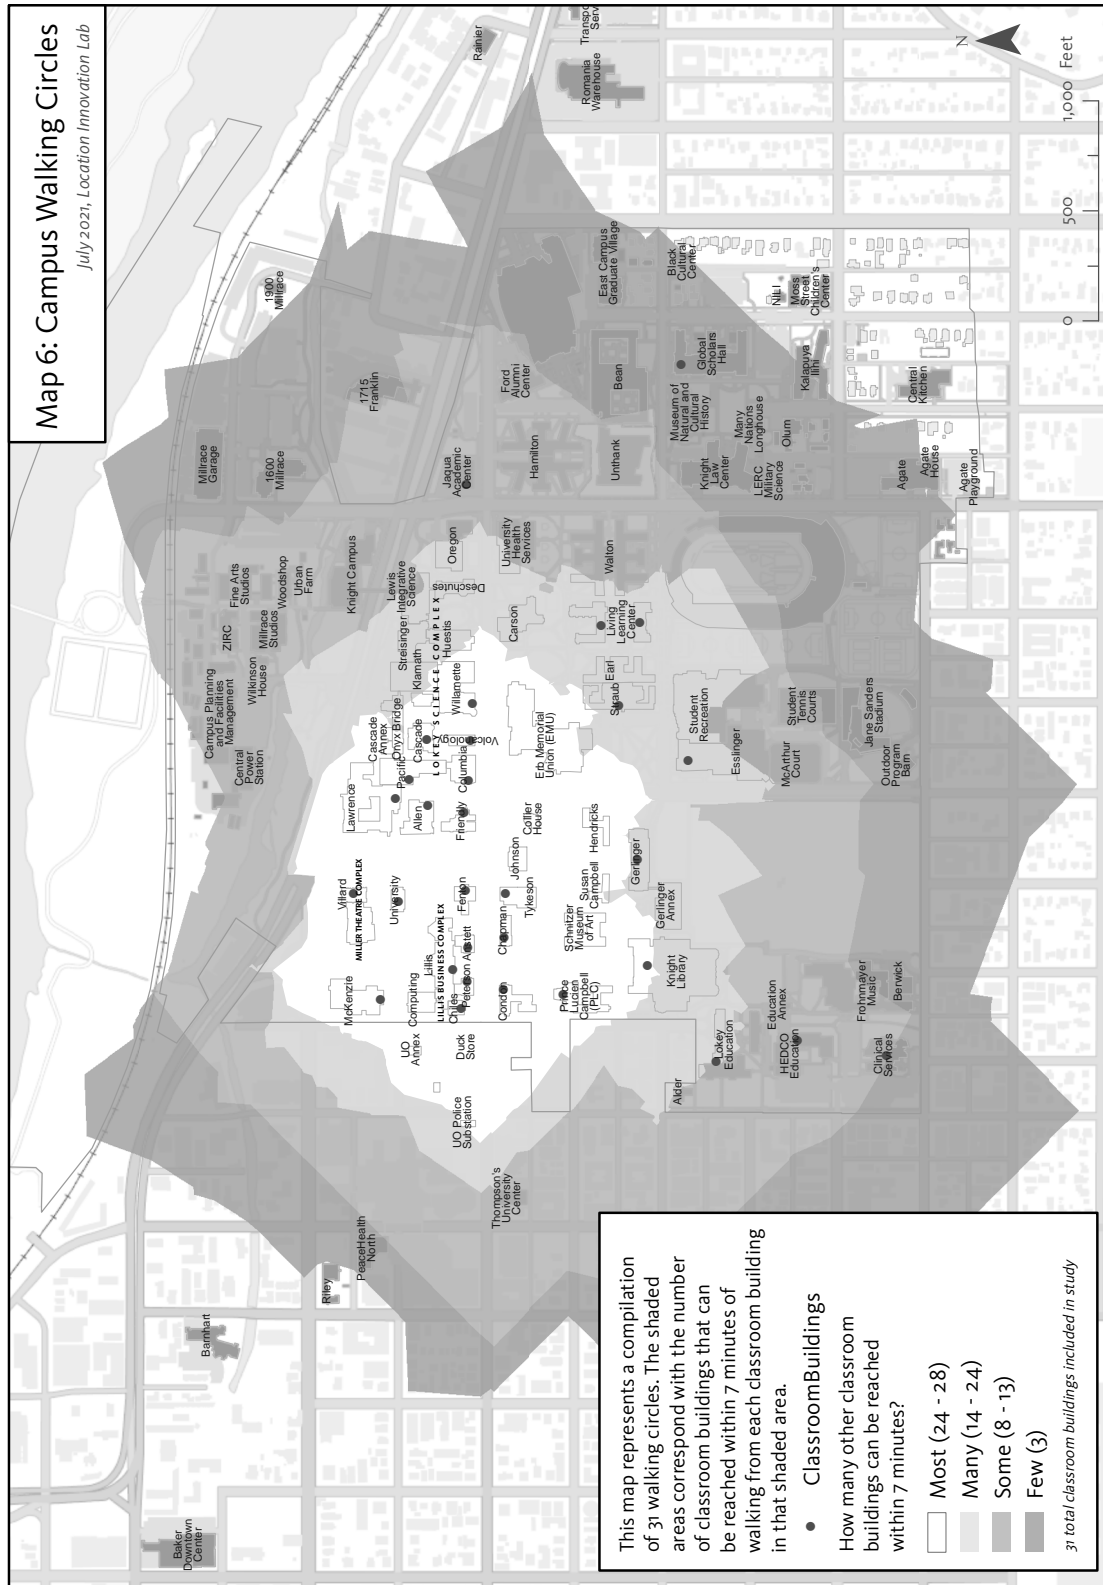 Map 6: Campus Walking Circles
July 2021, Location Innovation Lab
Baker
Downtown
Center
Barnhart
Riley
PeaceHealth
North
Thompson's
University
Center
UO Police
Substation
UO
Annex
Duck
Store
McKenzie
Computing
LILLIS BUSINESS COMPLEX
Chiles
Peterson
Anstett
Lillis
Condon
Chapman
Prince
Lucien
Campbell
(PLC)
Villard
MILLER THEATRE COMPLEX
University
Fenton
Friendly
Johnson
Tykeson
Collier
House
Schnitzer
Museum
of Art
Susan
Campbell
Hendricks
Gerlinger
Gerlinger
Annex
Knight
Library
Lawrence
Allen
Pacific
Cascade
Annex
Onyx Bridge
Cascade
Columbia
Volcanology
Willamette
LOKEY SCIENCE COMPLEX
Klamath
Streisinger
Huestis
Lewis
Integrative
Science
Deschutes
Oregon
Carson
Erb Memorial
Union (EMU)
University
Health
Services
Straub
Earl
Living
Learning
Center
Walton
Student
Recreation
Esslinger
McArthur
Court
Student
Tennis
Courts
Jane Sanders
Stadium
Outdoor
Program
Barn
Alder
Lokey
Education
HEDCO
Education
Education
Annex
Clinical
Services
Frohnmayer
Music
Berwick
Central
Power
Station
Campus Planning
and Facilities
Management
Wilkinson
House
ZIRC
Millrace
Studios
Fine Arts
Studios
Woodshop
Urban
Farm
Knight Campus
Millrace
Garage
1600
Millrace
1715
Franklin
1900
Millrace
Jaqua
Academic
Center
Ford
Alumni
Center
Hamilton
Unthank
Bean
East Campus
Graduate Village
Museum of
Natural and
Cultural
History
Global
Scholars
Hall
Black
Cultural
Center
Knight
Law
Center
Many
Nations
Longhouse
LERC
Military
Science
Olum
Kalapuya
Ilihi
NILI
Moss
Street
Children's
Center
Central
Kitchen
Agate
Agate
House
Agate
Playground
Rainier
Romania
Warehouse
Transpo
Serv
N
0 500 1,000 Feet
This map represents a compilation
of 31 walking circles. The shaded
areas correspond with the number
of classroom buildings that can
be reached within 7 minutes of
walking from each classroom building
in that shaded area.
ClassroomBuildings
How many other classroom
buildings can be reached
within 7 minutes?
Most (24 - 28)
Many (14 - 24)
Some (8 - 13)
Few (3)
31 total classroom buildings included in study